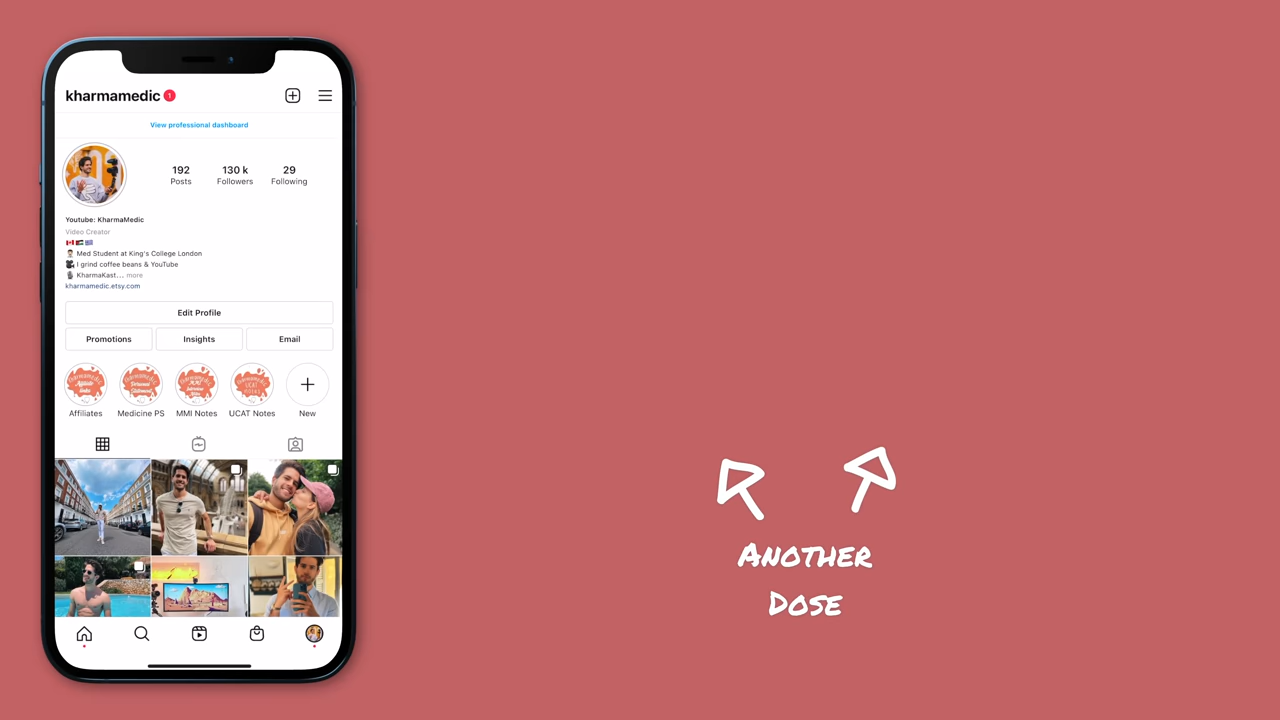 kharmamedic 1
View professional dashboard
192 130 k 29
Posts Followers Following
Youtube: KharmaMedic
Video Creator
Med Student at King's College London
I grind coffee beans & YouTube
KharmaKast... more
kharmamedic.etsy.com
Edit Profile
Promotions Insights Email
Affiliates Medicine PS MMI Notes UCAT Notes New
ANOTHER
DOSE